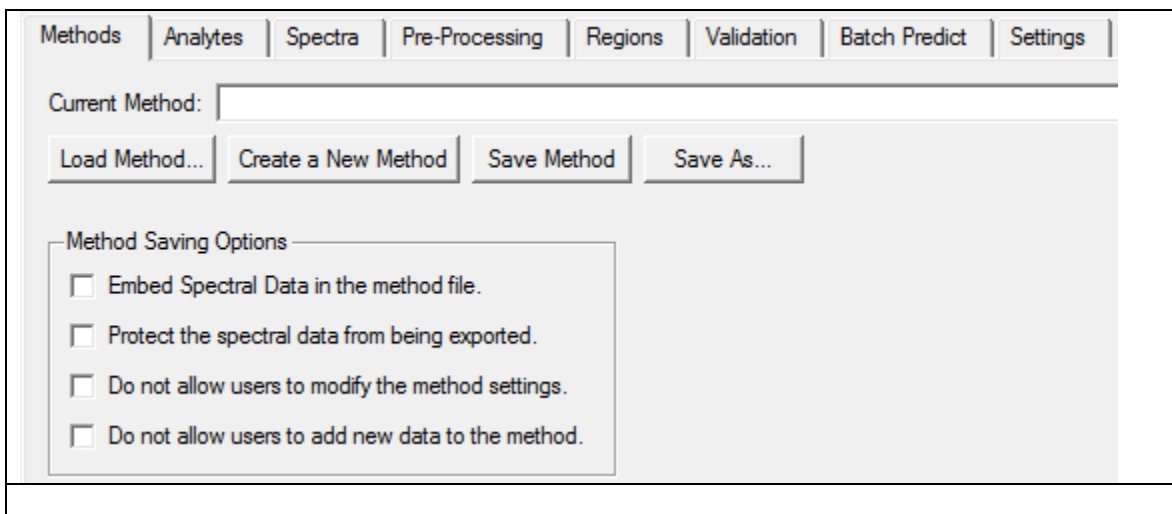 Methods Analytes Spectra Pre-Processing Regions Validation Batch Predict Settings
Current Method:
Load Method... Create a New Method Save Method Save As...
Method Saving Options
Embed Spectral Data in the method file.
Protect the spectral data from being exported.
Do not allow users to modify the method settings.
Do not allow users to add new data to the method.